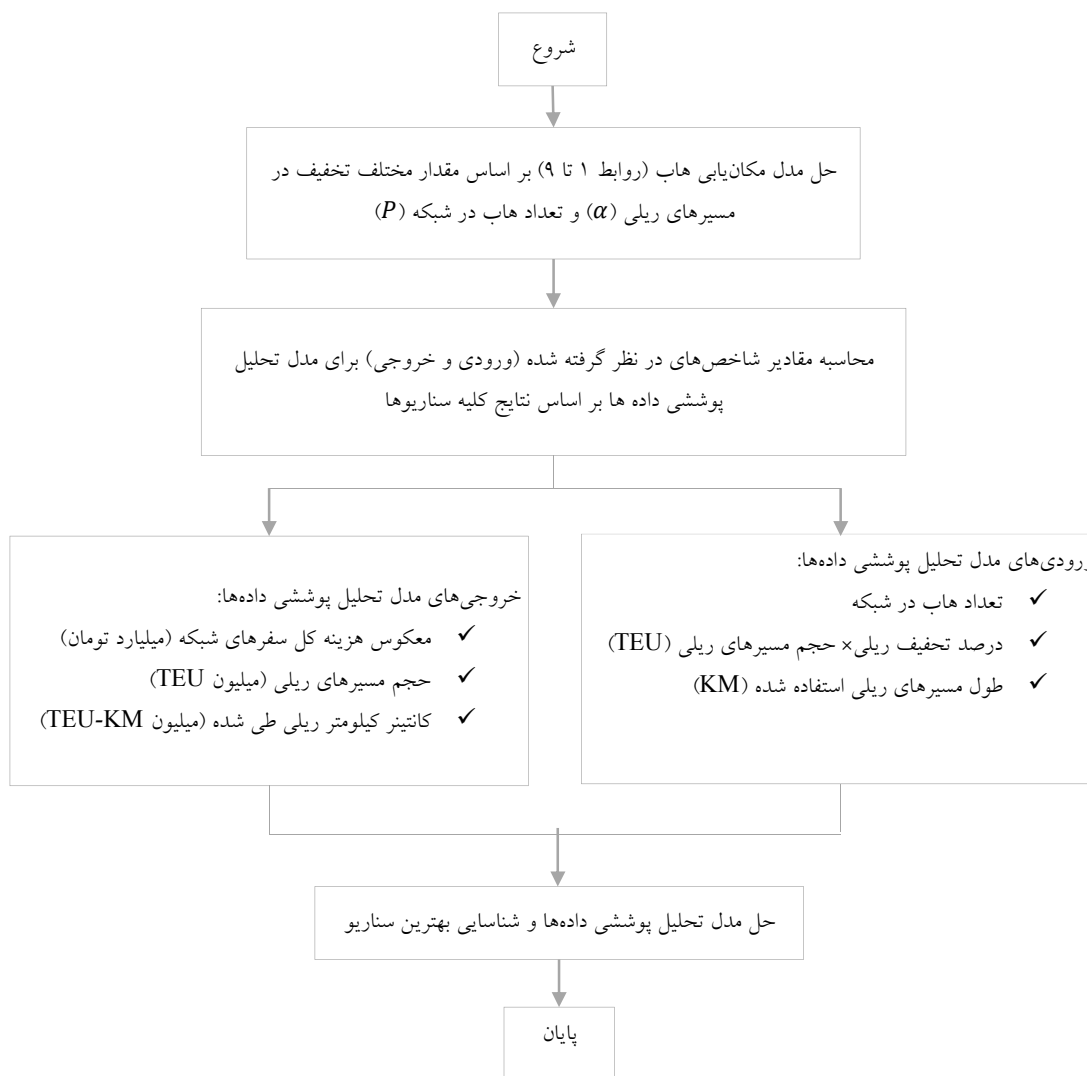 شروع
حل مدل مکان‌یابی هاب (روابط ۱ تا ۹) بر اساس مقدار مختلف تخفیف در
مسیرهای ریلی (α) و تعداد هاب در شبکه (P)
محاسبه مقادیر شاخص‌های در نظر گرفته شده (ورودی و خروجی) برای مدل تحلیل
پوششی داده ها بر اساس نتایج کلیه سناریوها
ورودی‌های مدل تحلیل پوششی داده‌ها:
✓ تعداد هاب در شبکه
✓ درصد تحفیف ریلی× حجم مسیرهای ریلی (TEU)
✓ طول مسیرهای ریلی استفاده شده (KM)
خروجی‌های مدل تحلیل پوششی داده‌ها:
✓ معکوس هزینه کل سفرهای شبکه (میلیارد تومان)
✓ حجم مسیرهای ریلی (میلیون TEU)
✓ کانتینر کیلومتر ریلی طی شده (میلیون TEU-KM)
حل مدل تحلیل پوششی داده‌ها و شناسایی بهترین سناریو
پایان